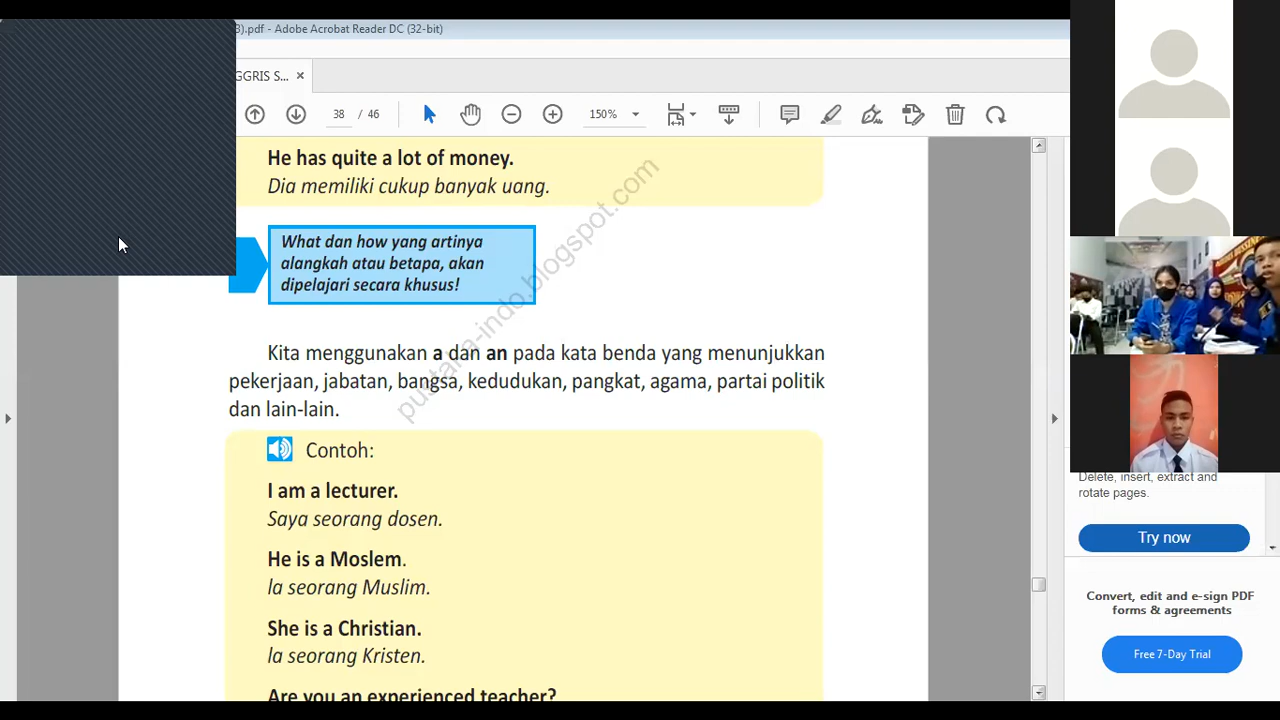 3).pdf - Adobe Acrobat Reader DC (32-bit)
GGRIS S... ×
38 / 46
150%
He has quite a lot of money.
Dia memiliki cukup banyak uang.
What dan how yang artinya
alangkah atau betapa, akan
dipelajari secara khusus!
Kita menggunakan a dan an pada kata benda yang menunjukkan
pekerjaan, jabatan, bangsa, kedudukan, pangkat, agama, partai politik
dan lain-lain.
Contoh:
I am a lecturer.
Saya seorang dosen.
He is a Moslem.
Ia seorang Muslim.
She is a Christian.
Ia seorang Kristen.
Are you an experienced teacher?
pustaka-indo.blogspot.com
Delete, insert, extract and
rotate pages.
Try now
Convert, edit and e-sign PDF
forms & agreements
Free 7-Day Trial